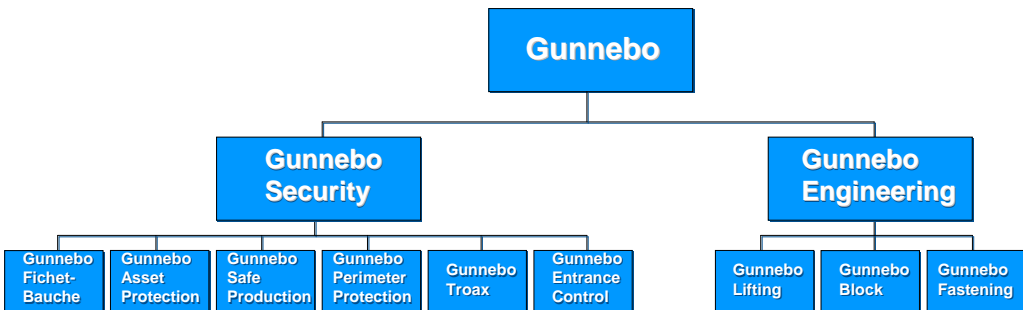 Gunnebo
Gunnebo
Security
Gunnebo
Engineering
Gunnebo
Fichet-
Bauche
Gunnebo
Asset
Protection
Gunnebo
Safe
Production
Gunnebo
Perimeter
Protection
Gunnebo
Troax
Gunnebo
Entrance
Control
Gunnebo
Lifting
Gunnebo
Block
Gunnebo
Fastening